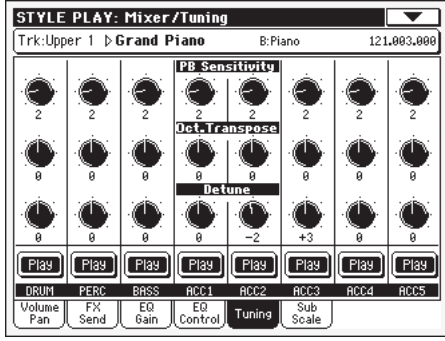 STYLE PLAY: Mixer/Tuning
Trk:Upper 1 ▷Grand Piano B:Piano 121.003.000
PB Sensitivity
2 2 2 2 2 2 2 2
Oct.Transpose
0 0 0 0 0 0 0 0
Detune
0 0 0 0 -2 +3 0 0
Play Play Play Play Play Play Play Play
DRUM PERC BASS ACC1 ACC2 ACC3 ACC4 ACC5
Volume Pan FX Send EQ Gain EQ Control Tuning Sub Scale